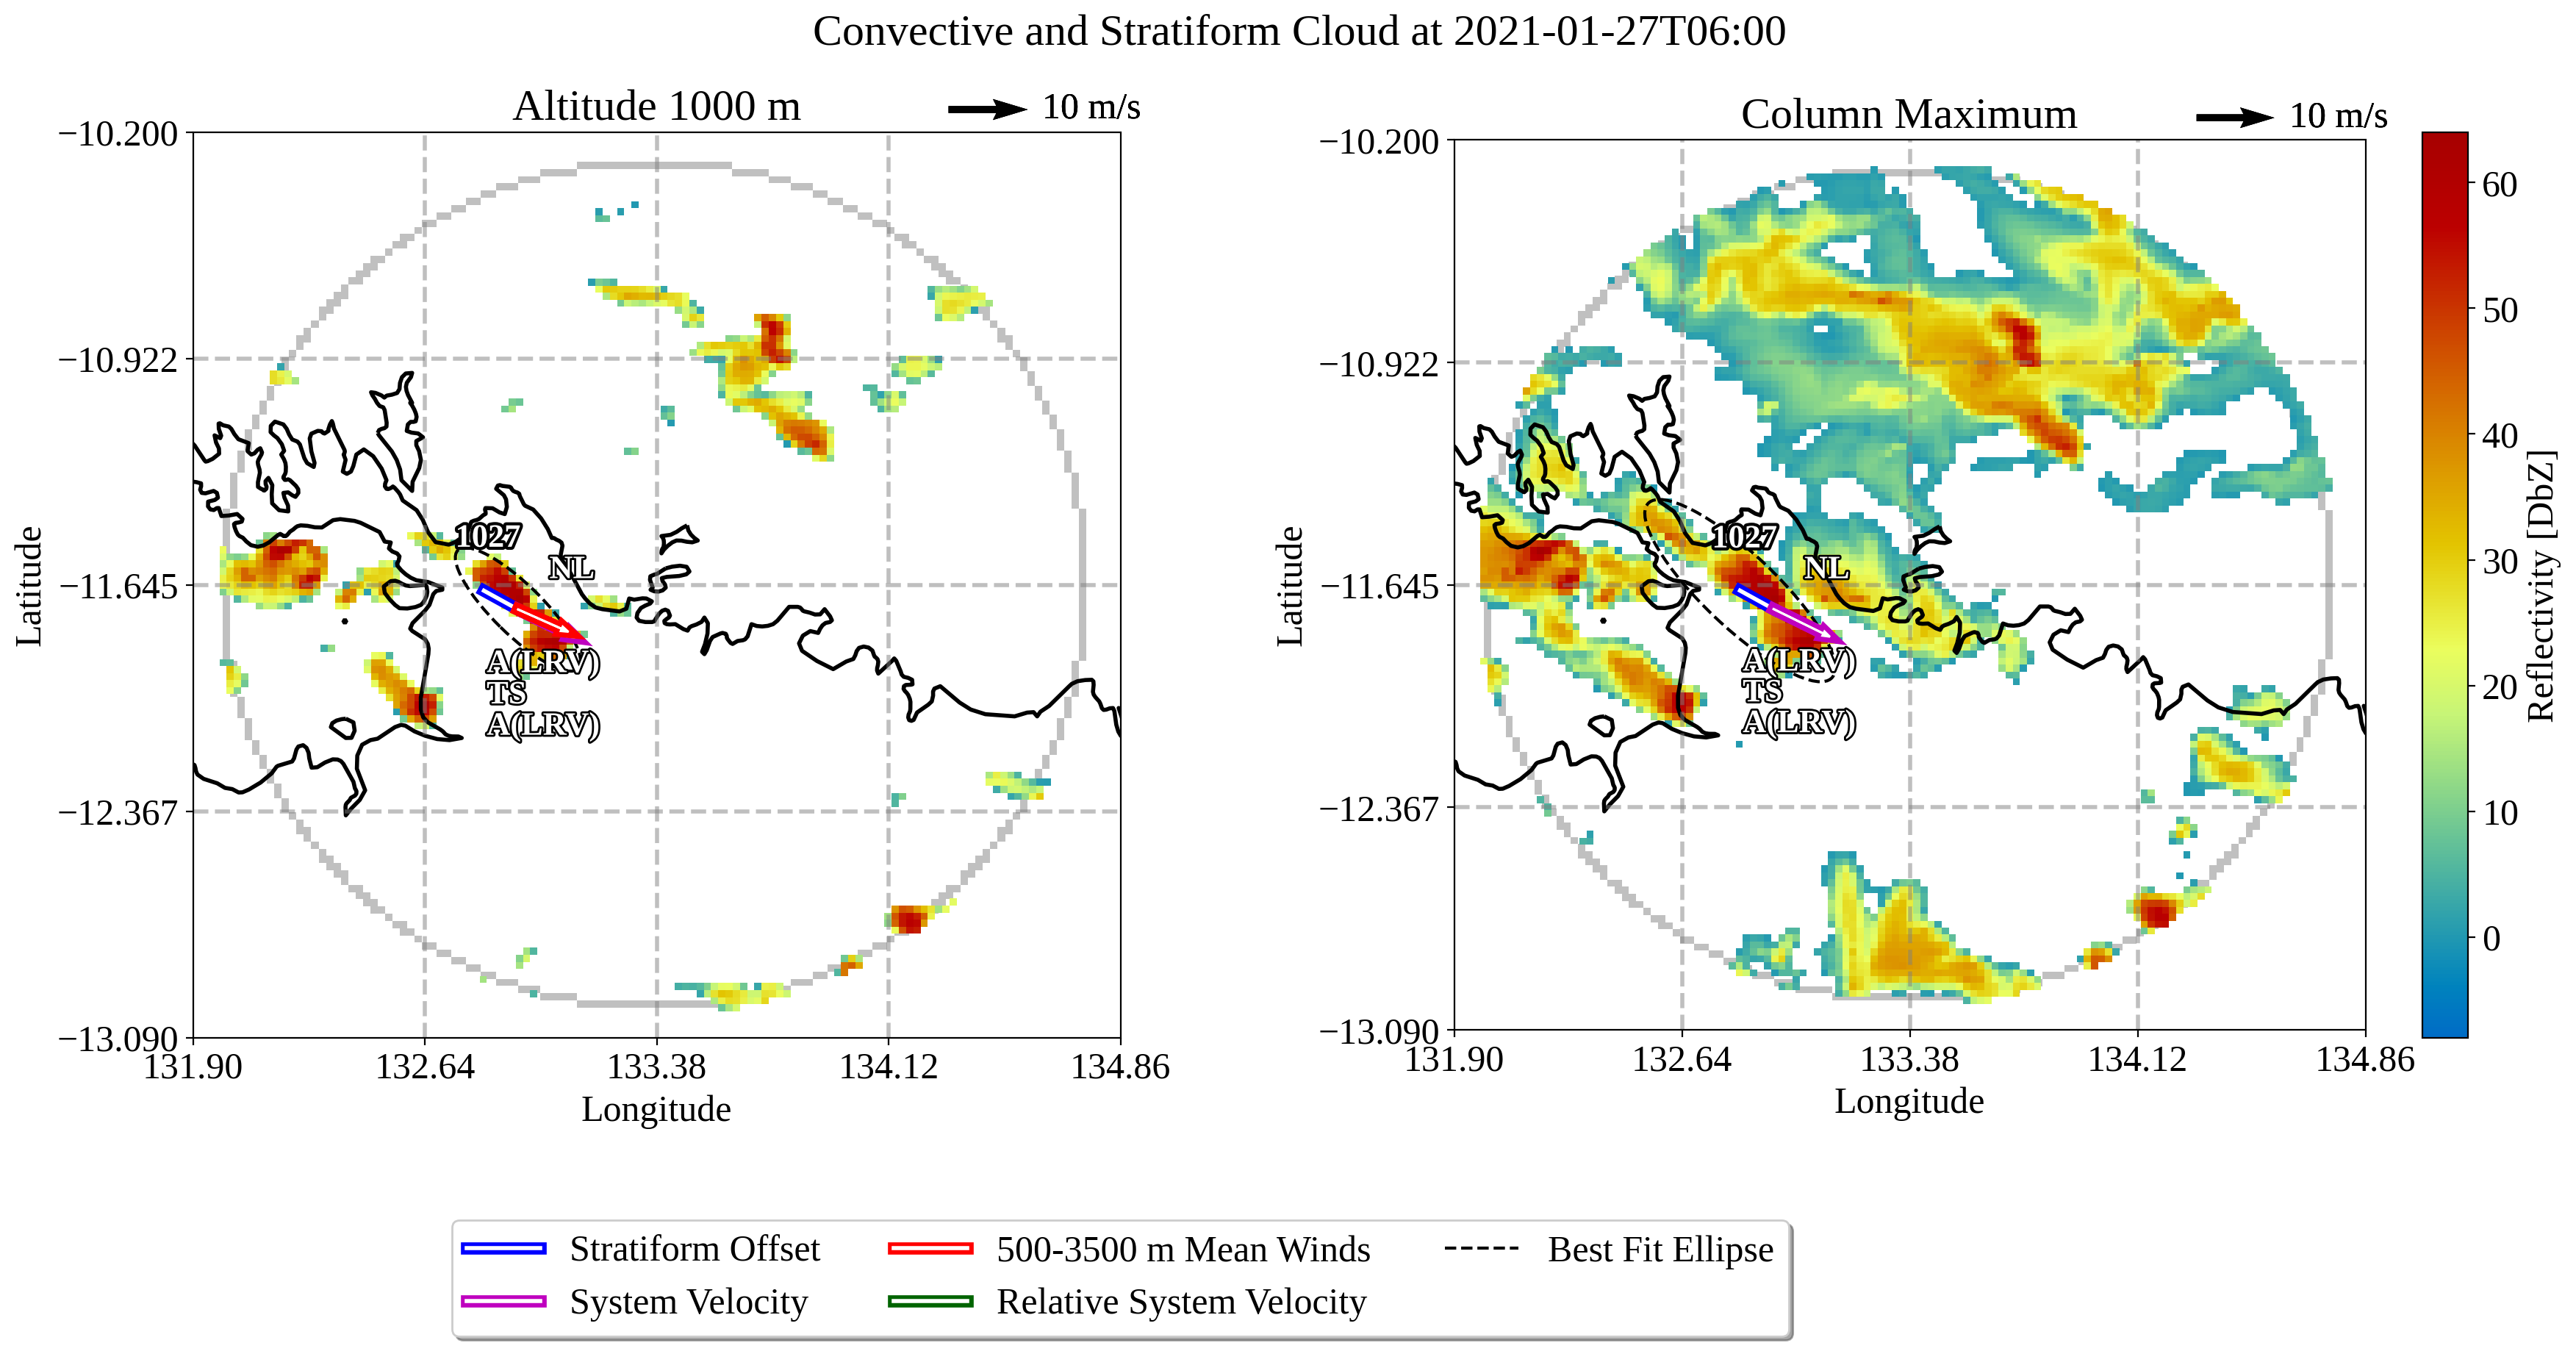 Convective and Stratiform Cloud at 2021-01-27T06:00
Altitude 1000 m
10 m/s
−10.200
−10.922
−11.645
−12.367
−13.090
Latitude
131.90
132.64
133.38
134.12
134.86
Longitude
1027
NL
A(LRV)
TS
A(LRV)
Column Maximum
10 m/s
−10.200
−10.922
−11.645
−12.367
−13.090
Latitude
131.90
132.64
133.38
134.12
134.86
Longitude
1027
NL
A(LRV)
TS
A(LRV)
60
50
40
30
20
10
0
Reflectivity [DbZ]
Stratiform Offset
System Velocity
500-3500 m Mean Winds
Relative System Velocity
Best Fit Ellipse